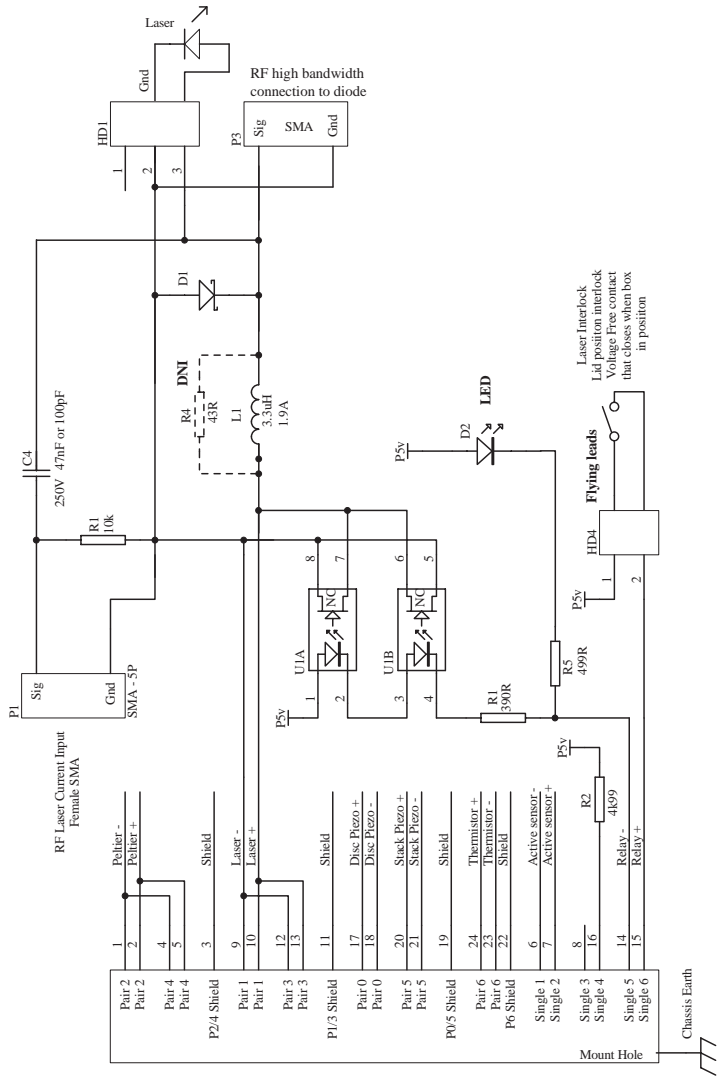 P1
RF Laser Current Input
Female SMA
Sig
Gnd
SMA - 5P
C4
250V 47nF or 100pF
R1
10k
HD1
1
2
3
Gnd
Laser
RF high bandwidth
connection to diode
P3
Sig
SMA
Gnd
D1
DNI
R4
43R
L1
3.3uH
1.9A
U1A
NC
1
2
8
7
U1B
NC
3
4
6
5
P5v
R1
390R
P5v
D2
LED
R5
499R
P5v
R2
4k99
P5v
HD4
1
2
Flying leads
Laser Interlock
Lid posiiton interlock
Voltage Free contact
that closes when box
in posiiton
Pair 2 1 Peltier -
Pair 2 2 Peltier +
Pair 4 4
Pair 4 5
P2/4 Shield 3 Shield
Pair 1 9 Laser -
Pair 1 10 Laser +
Pair 3 12
Pair 3 13
P1/3 Shield 11 Shield
Pair 0 17 Disc Piezo +
Pair 0 18 Disc Piezo -
Pair 5 20 Stack Piezo +
Pair 5 21 Stack Piezo -
P0/5 Shield 19 Shield
Pair 6 24 Thermistor +
Pair 6 23 Thermistor -
P6 Shield 22 Shield
Single 1 6 Active sensor -
Single 2 7 Active sensor +
Single 3 8
Single 4 16
Single 5 14 Relay -
Single 6 15 Relay +
Mount Hole
Chassis Earth